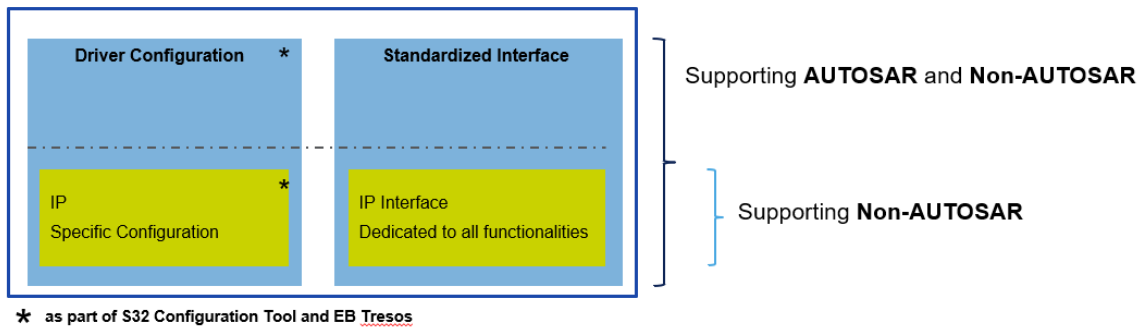 Driver Configuration *
Standardized Interface
Supporting AUTOSAR and Non-AUTOSAR
*
IP
Specific Configuration
IP Interface
Dedicated to all functionalities
Supporting Non-AUTOSAR
* as part of S32 Configuration Tool and EB Tresos